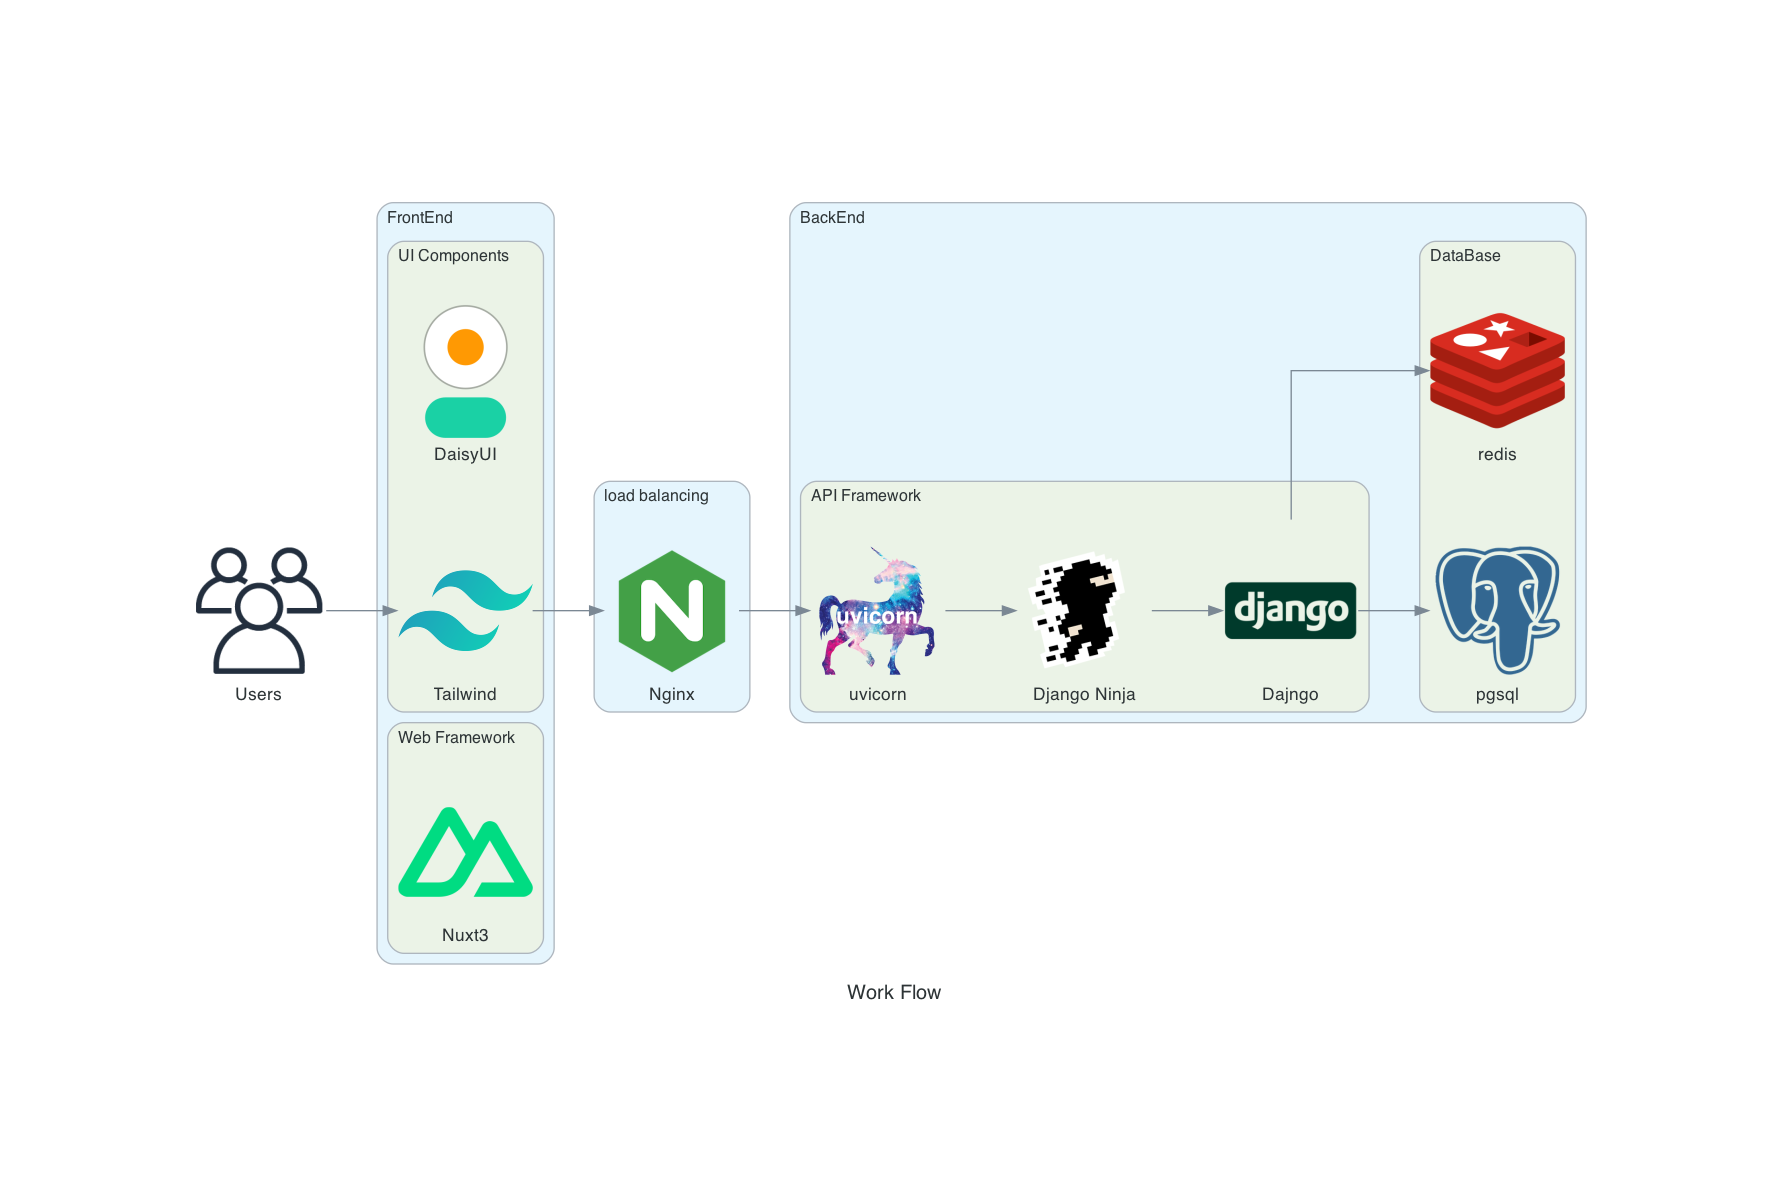 FrontEnd
UI Components
DaisyUI
Users
Tailwind
Web Framework
Nuxt3
load balancing
Nginx
BackEnd
API Framework
uvicorn
uvicorn
Django Ninja
django
Dajngo
DataBase
redis
pgsql
Work Flow